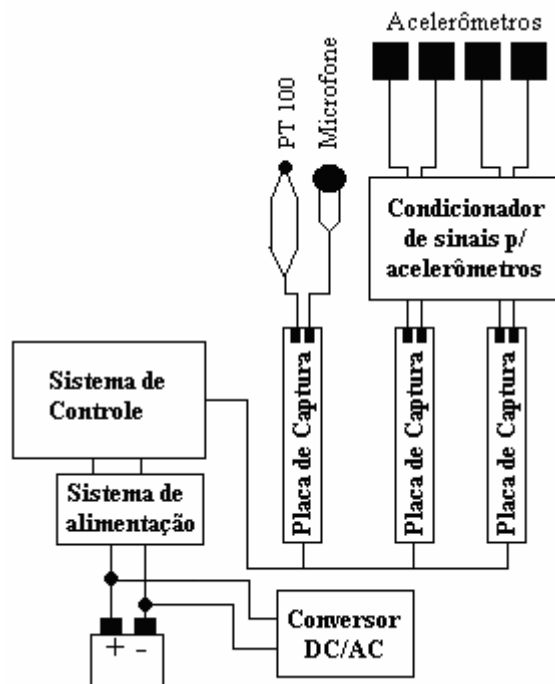 Acelerômetros
PT 100
Microfone
Condicionador
de sinais p/
acelerômetros
Placa de Captura
Placa de Captura
Placa de Captura
Sistema de
Controle
Sistema de
alimentação
Conversor
DC/AC
+ -